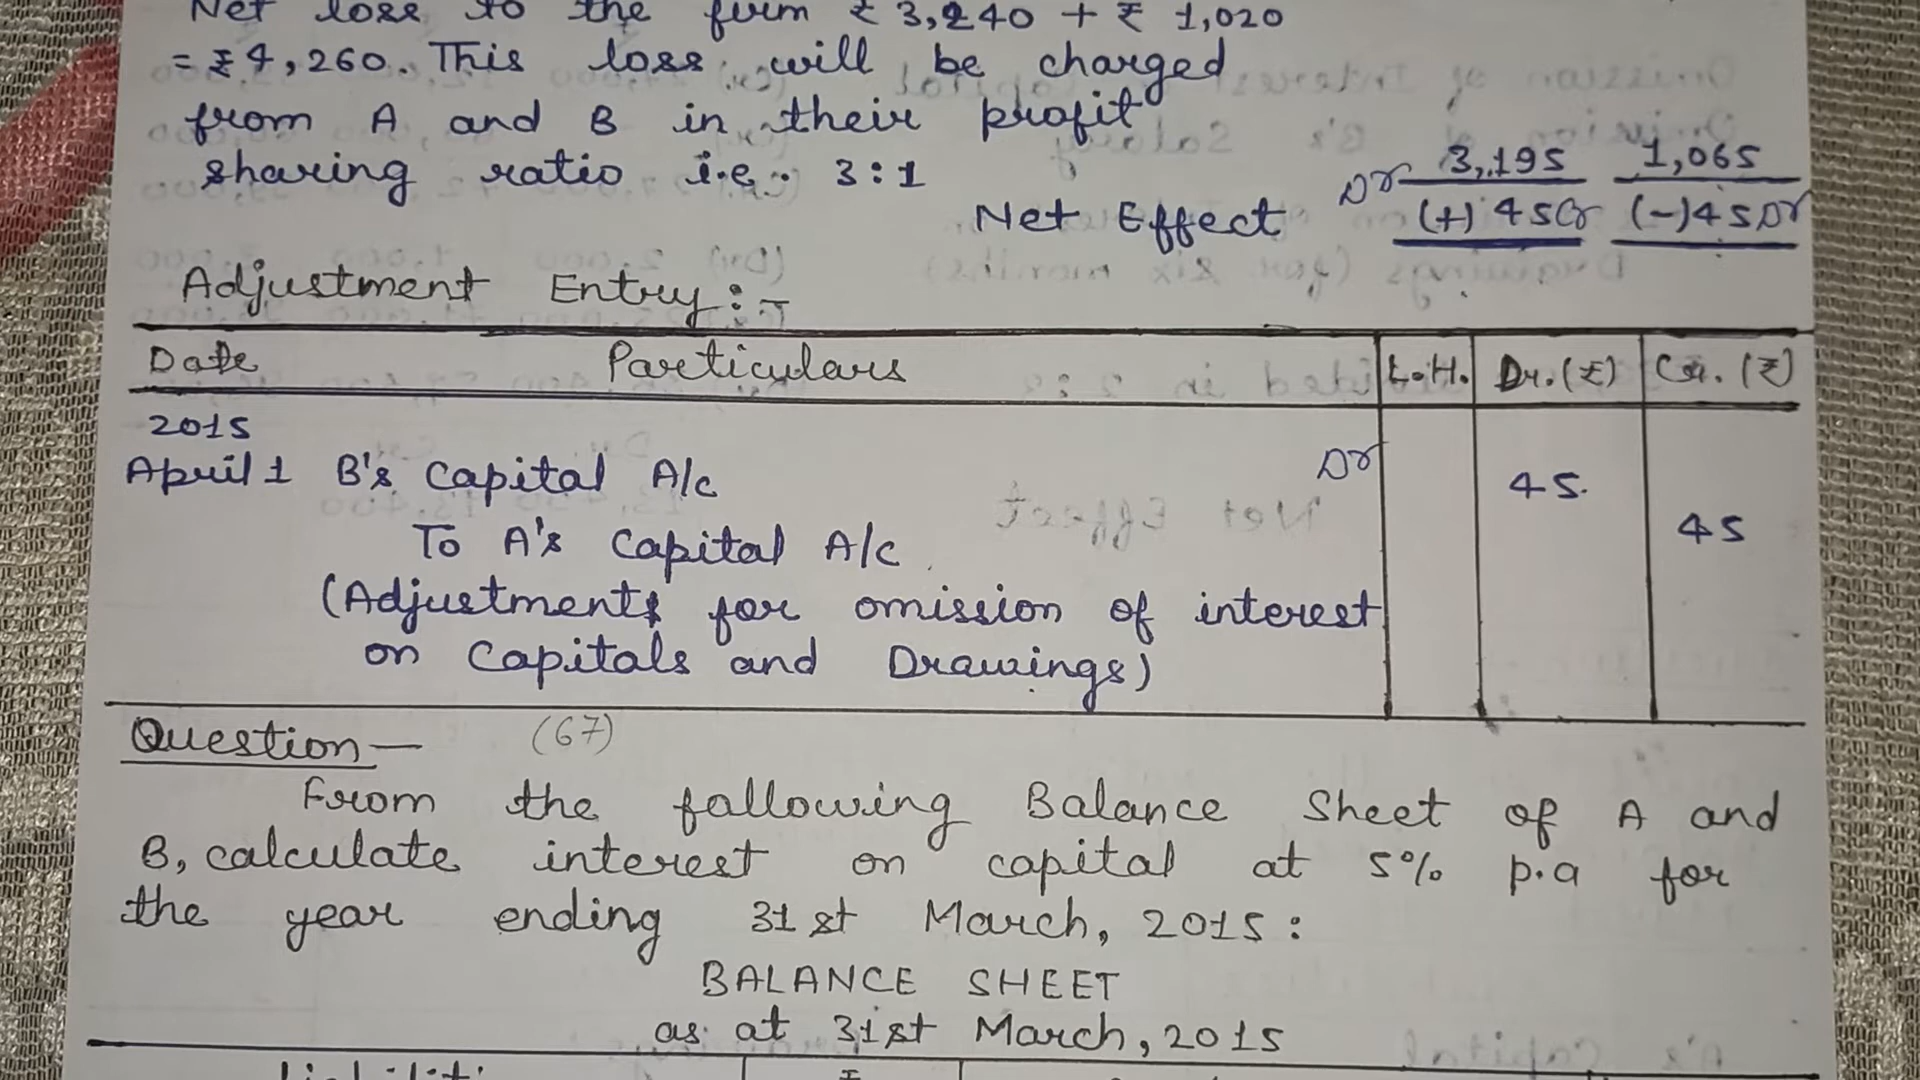 Net loss to the firm ₹ 3,240 + ₹ 1,020
= ₹ 4,260. This loss will be charged
from A and B in their profit
sharing ratio i.e. 3:1 Dr 3,195 1,065
Net Effect (+) 45 Cr (-) 45 Dr
Adjustment Entry :-
Date Particulars L.H. Dr. (₹) Cr. (₹)
2015
April 1 B's Capital A/c Dr 45.
To A's Capital A/c 45
(Adjustments for omission of interest
on Capitals and Drawings)
Question — (67)
From the following Balance Sheet of A and
B, calculate interest on capital at 5% p.a for
the year ending 31st March, 2015 :
BALANCE SHEET
as at 31st March, 2015